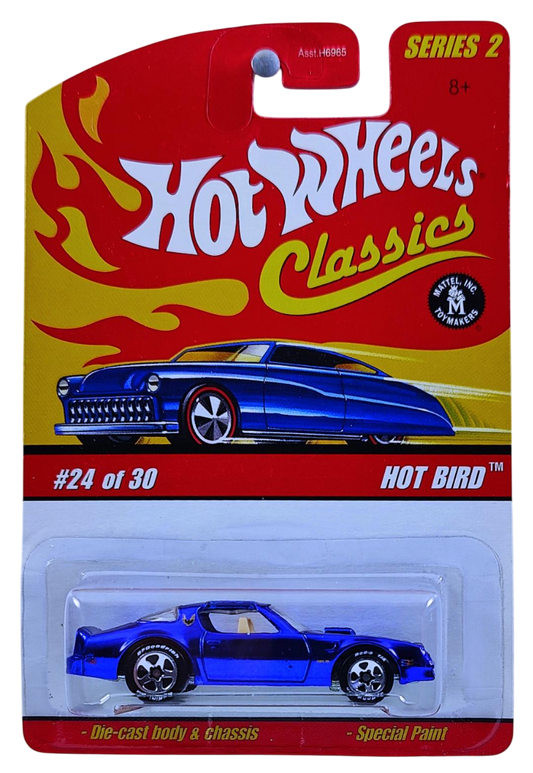 Asst.H6965
SERIES 2
8+
HOT WHEELS
Classics
MATTEL, INC.
M
TOYMAKERS
#24 of 30
HOT BIRD™
- Die-cast body & chassis
- Special Paint